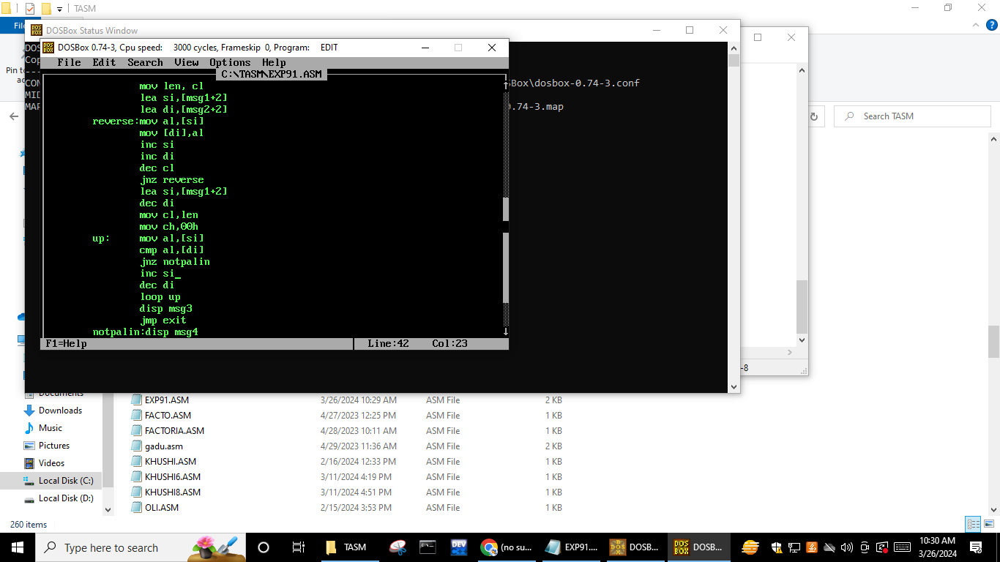 TASM
File
DOSBox Status Window
DOSBox 0.74-3, Cpu speed: 3000 cycles, Frameskip 0, Program: EDIT
DOS
Cop
File Edit Search View Options Help
C:\TASM\EXP91.ASM
Pin to
CON
SBox\dosbox-0.74-3.conf
MID
MAP
0.74-3.map
Search TASM
mov len, cl
lea si,[msg1+2]
lea di,[msg2+2]
reverse:mov al,[si]
mov [di],al
inc si
inc di
dec cl
jnz reverse
lea si,[msg1+2]
dec di
mov cl,len
mov ch,00h
up: mov al,[si]
cmp al,[di]
jnz notpalin
inc si_
dec di
loop up
disp msg3
jmp exit
notpalin:disp msg4
F1=Help Line:42 Col:23
-8
Documents
Downloads
Music
Pictures
Videos
Local Disk (C:)
Local Disk (D:)
EXP91.ASM 3/26/2024 10:29 AM ASM File 2 KB
FACTO.ASM 4/27/2023 12:25 PM ASM File 1 KB
FACTORIA.ASM 4/28/2023 10:11 AM ASM File 1 KB
gadu.asm 4/29/2023 11:36 AM ASM File 2 KB
KHUSHI.ASM 2/16/2024 12:33 PM ASM File 1 KB
KHUSHI6.ASM 3/11/2024 4:19 PM ASM File 1 KB
KHUSHI8.ASM 3/11/2024 4:51 PM ASM File 1 KB
OLI.ASM 2/15/2024 3:53 PM ASM File 1 KB
260 items
Type here to search
TASM
DEV
(no su...
EXP91....
DOSB...
DOSB...
10:30 AM
3/26/2024